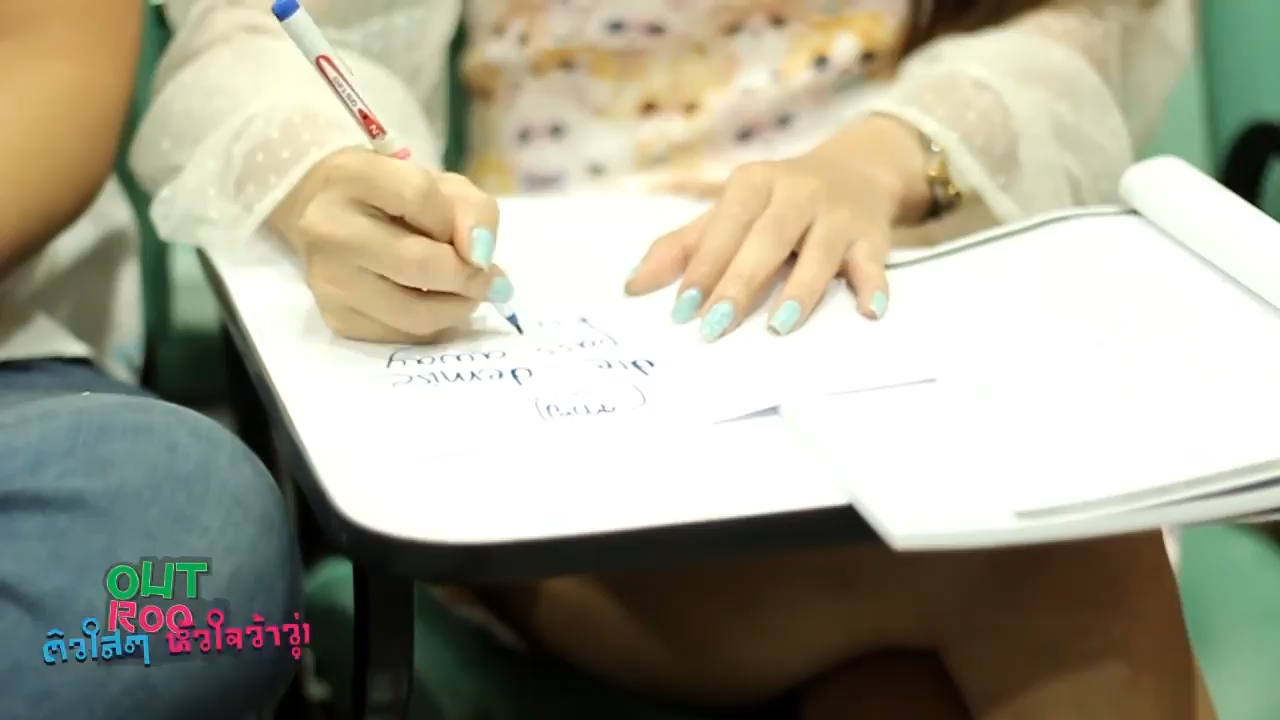 (ตาย)
die demise
pass away
OUT
ROO
ติวใสๆ หัวใจว้าวุ่